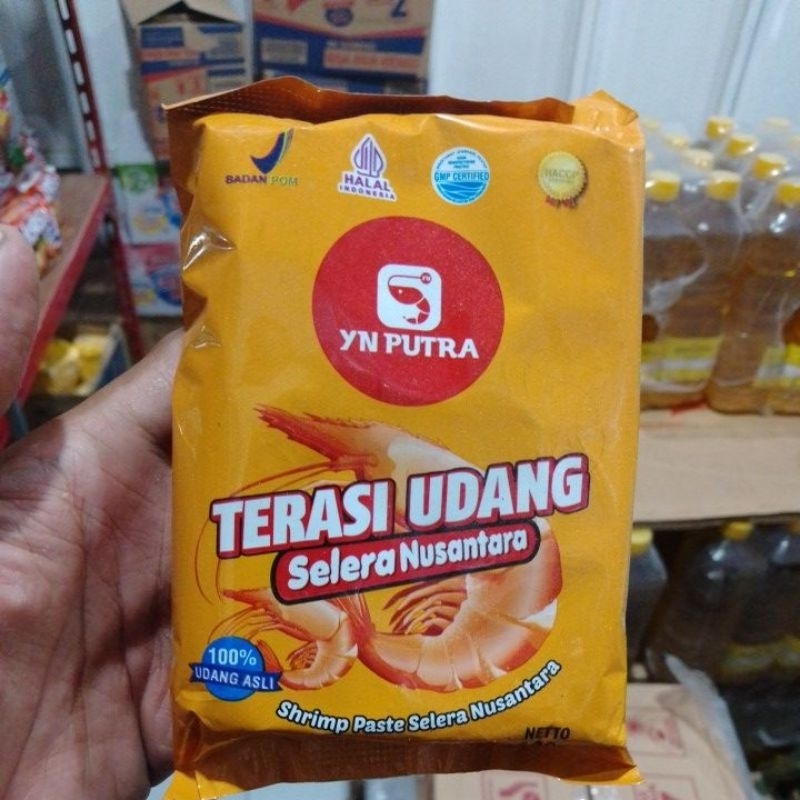 BADAN POM
HALAL
INDONESIA
GMP CERTIFIED
HACCP
YN PUTRA
TERASI UDANG
Selera Nusantara
100%
UDANG ASLI
Shrimp Paste Selera Nusantara
NETTO